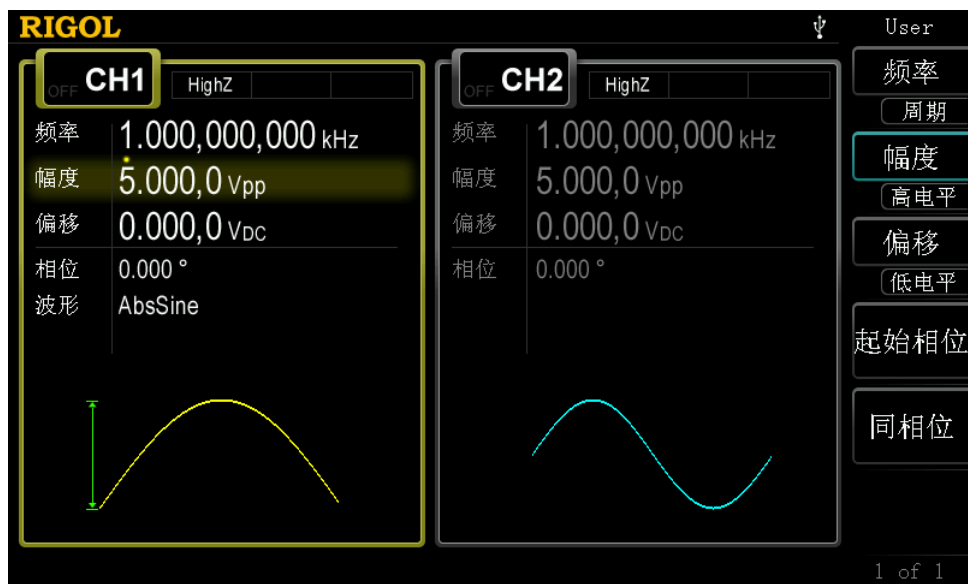 RIGOL
User
OFF CH1 HighZ
频率 1.000,000,000 kHz
幅度 5.000,0 Vpp
偏移 0.000,0 VDC
相位 0.000 °
波形 AbsSine
OFF CH2 HighZ
频率 1.000,000,000 kHz
幅度 5.000,0 Vpp
偏移 0.000,0 VDC
相位 0.000 °
频率
周期
幅度
高电平
偏移
低电平
起始相位
同相位
1 of 1